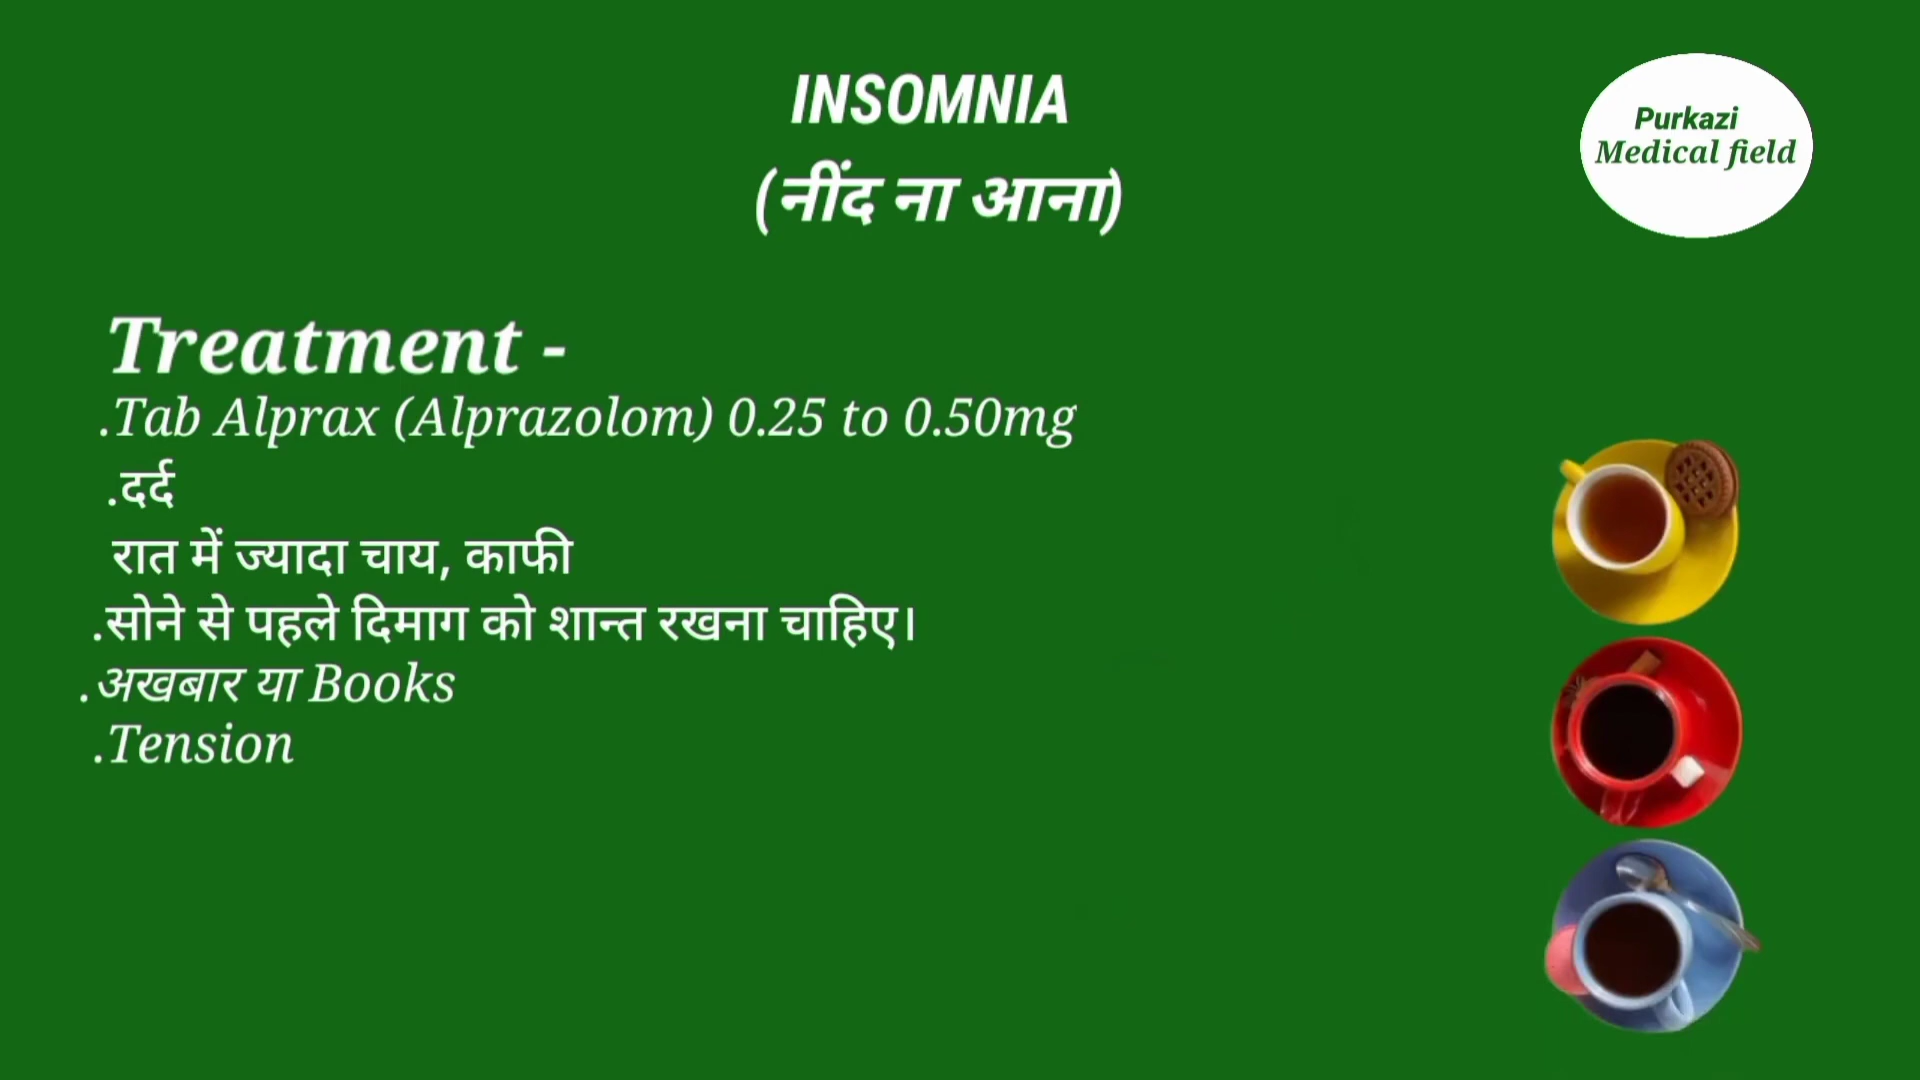 INSOMNIA
(नींद ना आना)
Purkazi
Medical field
Treatment -
.Tab Alprax (Alprazolom) 0.25 to 0.50mg
.दर्द
रात में ज्यादा चाय, काफी
.सोने से पहले दिमाग को शान्त रखना चाहिए।
.अखबार या Books
.Tension